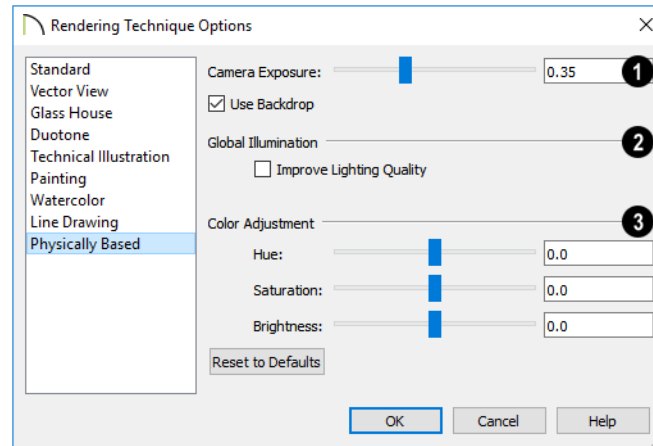 Rendering Technique Options
Standard
Vector View
Glass House
Duotone
Technical Illustration
Painting
Watercolor
Line Drawing
Physically Based
Camera Exposure: 0.35 1
Use Backdrop
Global Illumination 2
Improve Lighting Quality
Color Adjustment 3
Hue: 0.0
Saturation: 0.0
Brightness: 0.0
Reset to Defaults
OK Cancel Help